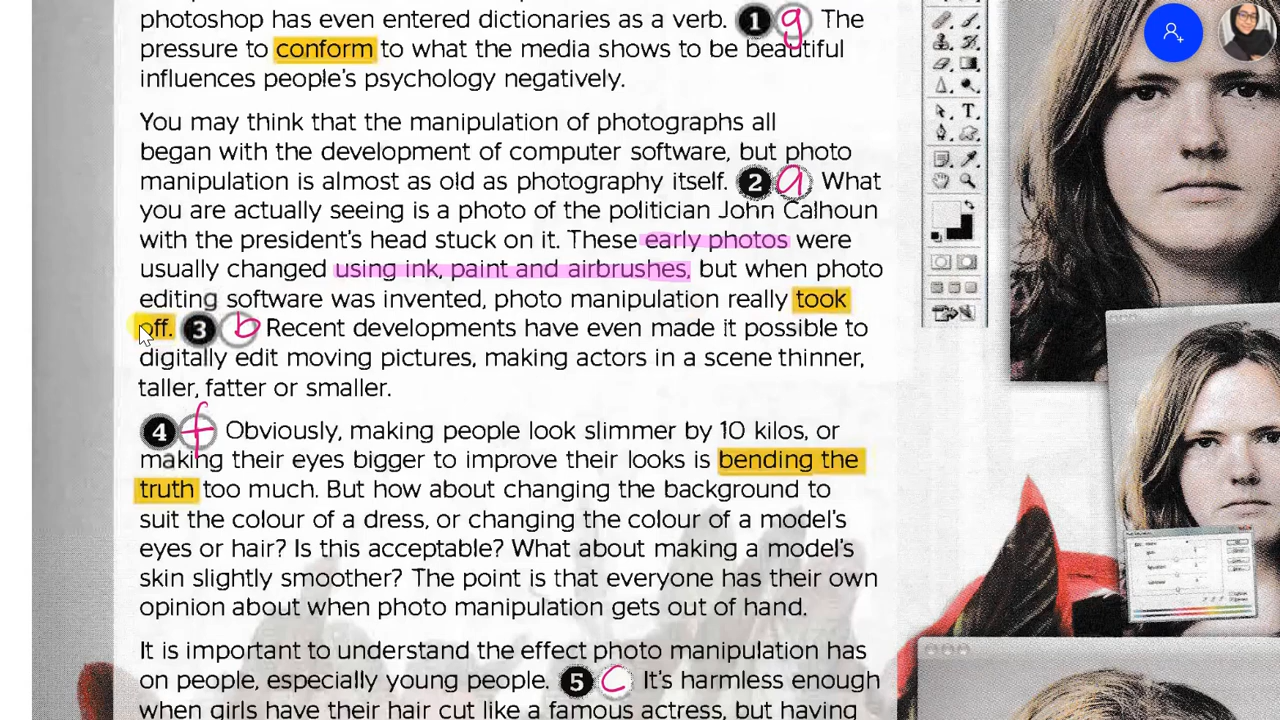 photoshop has even entered dictionaries as a verb. 1 g The
pressure to conform to what the media shows to be beautiful
influences people's psychology negatively.
You may think that the manipulation of photographs all
began with the development of computer software, but photo
manipulation is almost as old as photography itself. 2 a What
you are actually seeing is a photo of the politician John Calhoun
with the president's head stuck on it. These early photos were
usually changed using ink, paint and airbrushes, but when photo
editing software was invented, photo manipulation really took
off. 3 b Recent developments have even made it possible to
digitally edit moving pictures, making actors in a scene thinner,
taller, fatter or smaller.
4 f Obviously, making people look slimmer by 10 kilos, or
making their eyes bigger to improve their looks is bending the
truth too much. But how about changing the background to
suit the colour of a dress, or changing the colour of a model's
eyes or hair? Is this acceptable? What about making a model's
skin slightly smoother? The point is that everyone has their own
opinion about when photo manipulation gets out of hand.
It is important to understand the effect photo manipulation has
on people, especially young people. 5 c It's harmless enough
when girls have their hair cut like a famous actress, but having